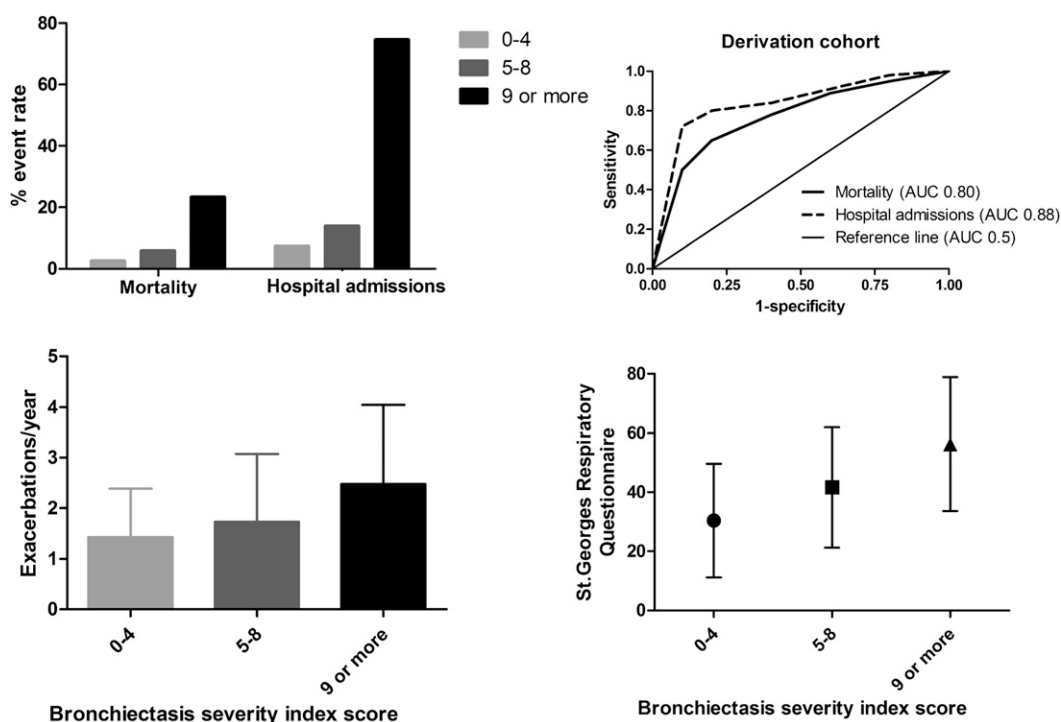 80
60
40
20
0
% event rate
Mortality
Hospital admissions
0-4
5-8
9 or more
Derivation cohort
1.0
0.8
0.6
0.4
0.2
0.0
Sensitivity
Mortality (AUC 0.80)
Hospital admissions (AUC 0.88)
Reference line (AUC 0.5)
0.00
0.25
0.50
0.75
1.00
1-specificity
5
4
3
2
1
0
Exacerbations/year
0-4
5-8
9 or more
Bronchiectasis severity index score
80
60
40
20
0
St.Georges Respiratory
Questionnaire
0-4
5-8
9 or more
Bronchiectasis severity index score